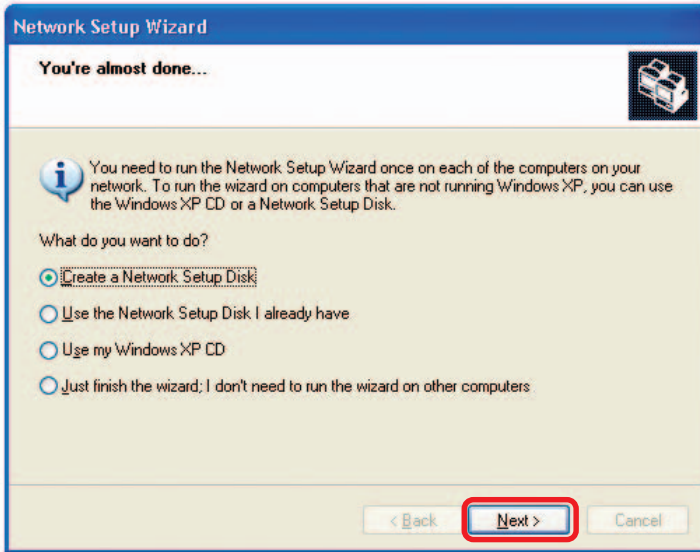 Network Setup Wizard
You're almost done...
You need to run the Network Setup Wizard once on each of the computers on your
network. To run the wizard on computers that are not running Windows XP, you can use
the Windows XP CD or a Network Setup Disk.
What do you want to do?
Create a Network Setup Disk
Use the Network Setup Disk I already have
Use my Windows XP CD
Just finish the wizard; I don't need to run the wizard on other computers
< Back Next > Cancel